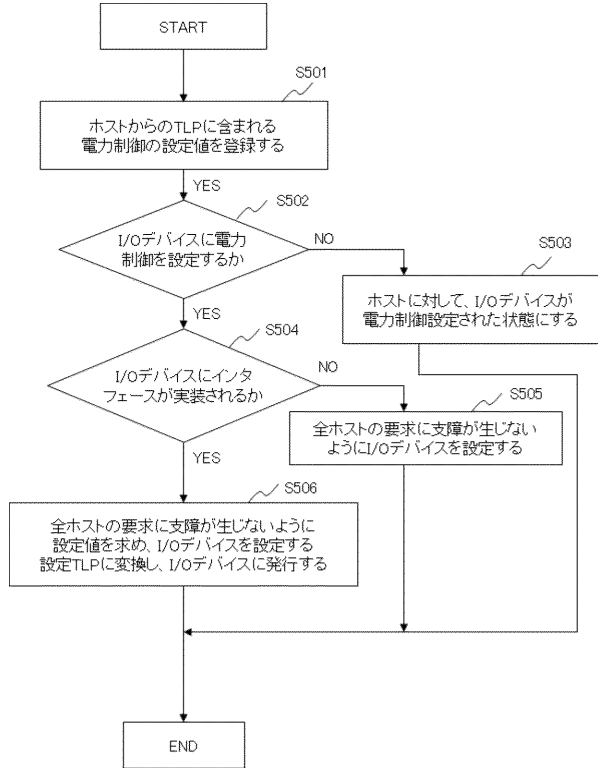 START
S501
ホストからのTLPに含まれる
電力制御の設定値を登録する
YES
S502
I/Oデバイスに電力
制御を設定するか
NO
S503
ホストに対して、I/Oデバイスが
電力制御設定された状態にする
YES
S504
I/Oデバイスにインタ
フェースが実装されるか
NO
S505
全ホストの要求に支障が生じない
ようにI/Oデバイスを設定する
YES
S506
全ホストの要求に支障が生じないように
設定値を求め、I/Oデバイスを設定する
設定TLPに変換し、I/Oデバイスに発行する
END